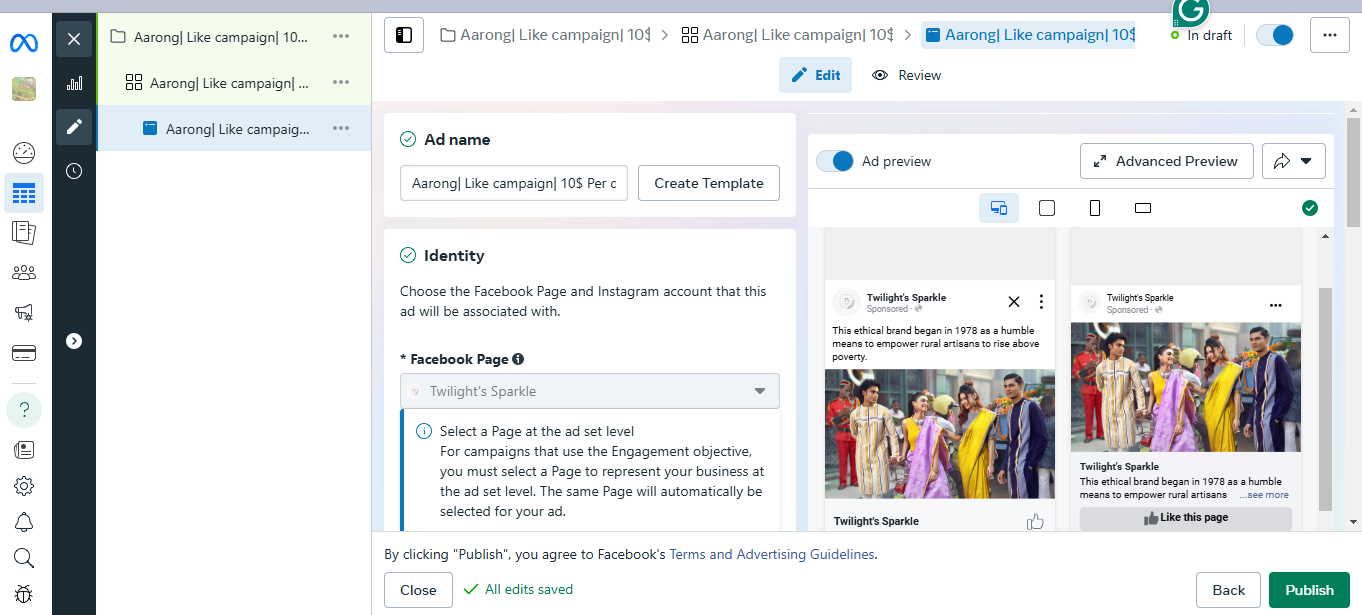 Aarong| Like campaign| 10...
Aarong| Like campaign| ...
Aarong| Like campaig...
Aarong| Like campaign| 10$
Aarong| Like campaign| 10$
Aarong| Like campaign| 10$
In draft
Edit
Review
Ad name
Aarong| Like campaign| 10$ Per c
Create Template
Identity
Choose the Facebook Page and Instagram account that this
ad will be associated with.
* Facebook Page
Twilight's Sparkle
Select a Page at the ad set level
For campaigns that use the Engagement objective,
you must select a Page to represent your business at
the ad set level. The same Page will automatically be
selected for your ad.
Ad preview
Advanced Preview
Twilight's Sparkle
Sponsored ·
This ethical brand began in 1978 as a humble
means to empower rural artisans to rise above
poverty.
Twilight's Sparkle
Twilight's Sparkle
Sponsored ·
Twilight's Sparkle
This ethical brand began in 1978 as a humble
means to empower rural artisans ...see more
Like this page
By clicking "Publish", you agree to Facebook's Terms and Advertising Guidelines.
Close
All edits saved
Back
Publish